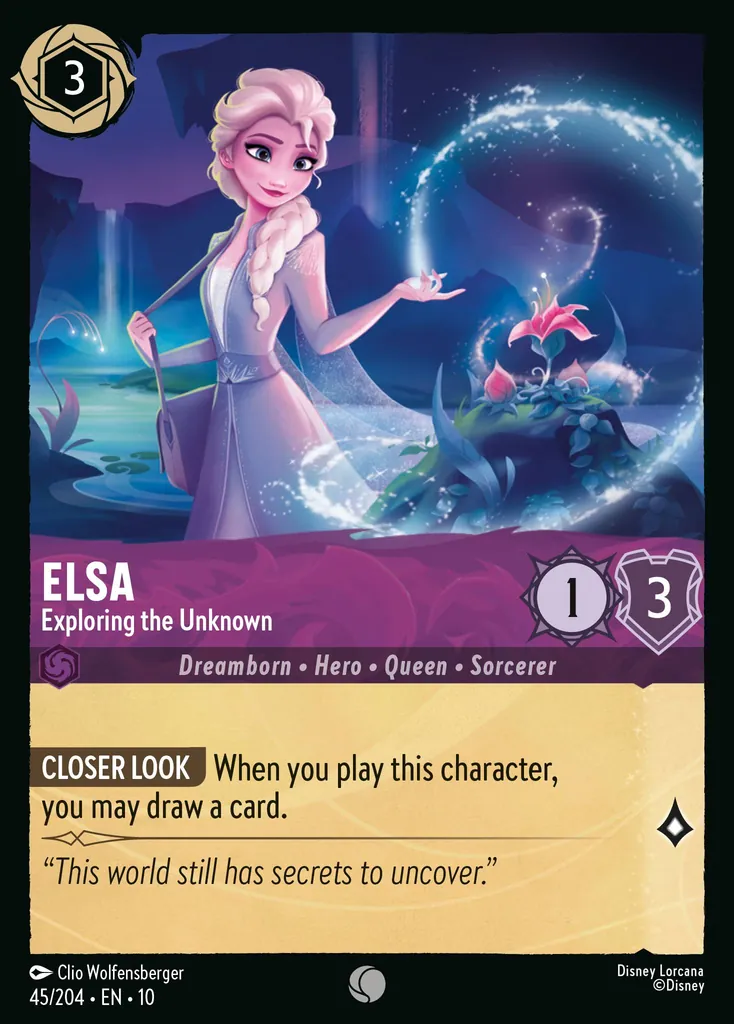 3
ELSA
Exploring the Unknown
1
3
Dreamborn • Hero • Queen • Sorcerer
CLOSER LOOK When you play this character,
you may draw a card.
“This world still has secrets to uncover.”
Clio Wolfensberger
45/204 • EN • 10
Disney Lorcana
©Disney